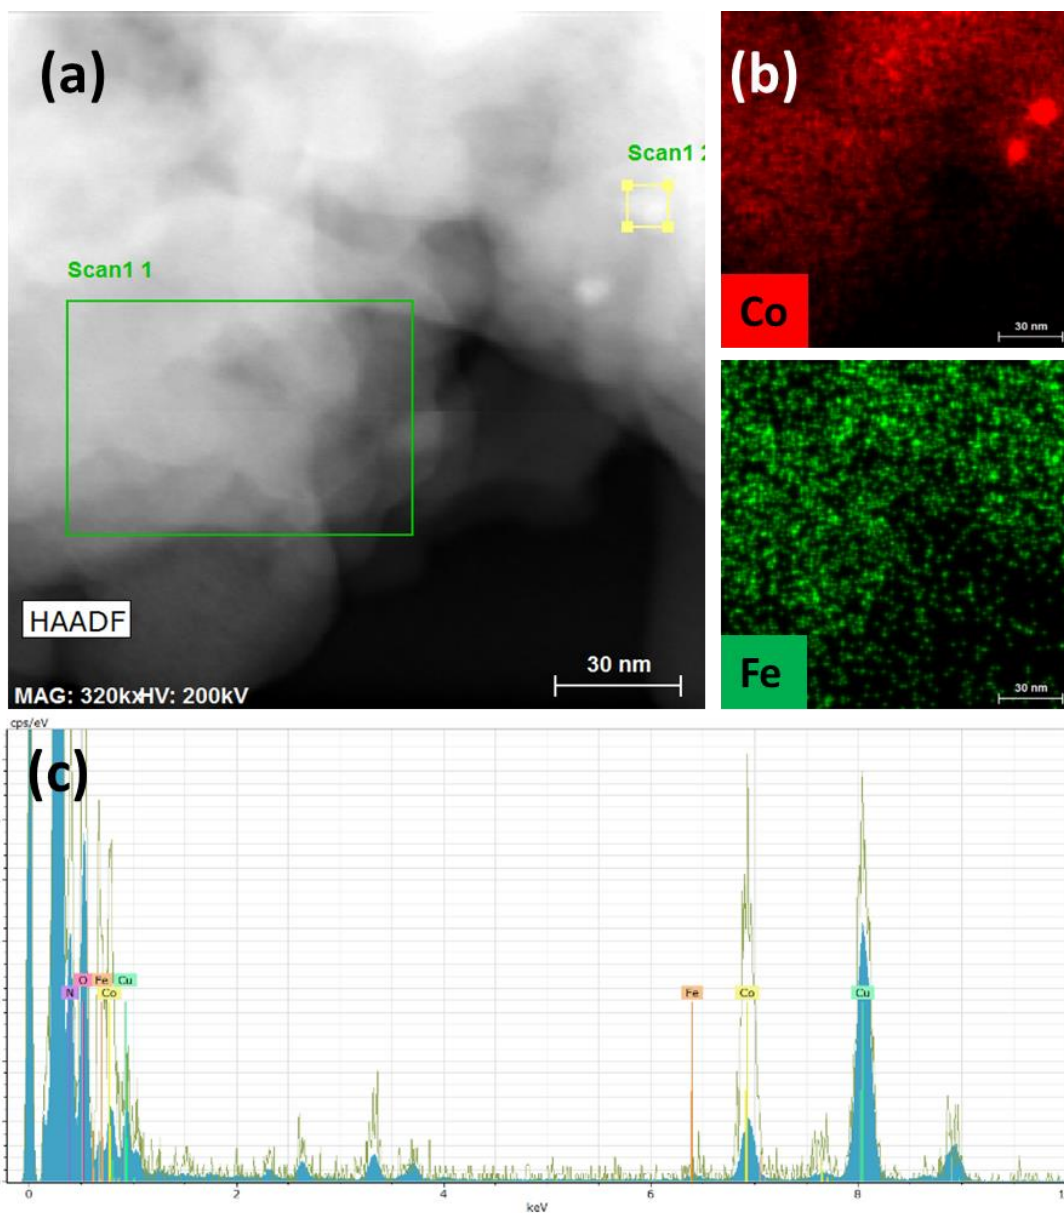 (a)
Scan1 2
Scan1 1
HAADF
30 nm
MAG: 320kx HV: 200kV
(b)
Co
30 nm
Fe
30 nm
cps/eV
(c)
O Fe Cu
N Co
Fe Co Cu
0 2 4 6 8 1
keV